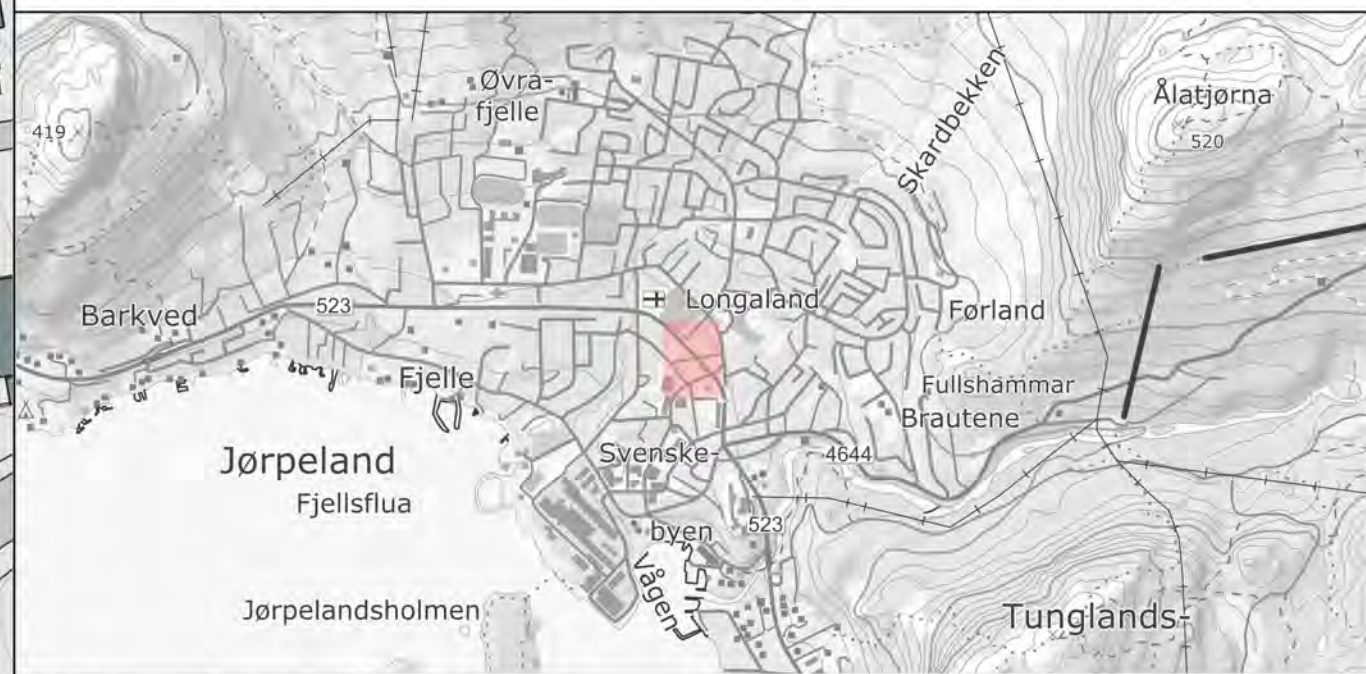 Øvra-
fjelle
Skardbekken
Ålatjørna
520
419
Barkved
523
Longaland
Førland
Fjelle
Fullshammar
Brautene
Jørpeland
Fjellsflua
Svenske-
byen
4644
523
Vågen
Jørpelandsholmen
Tunglands-